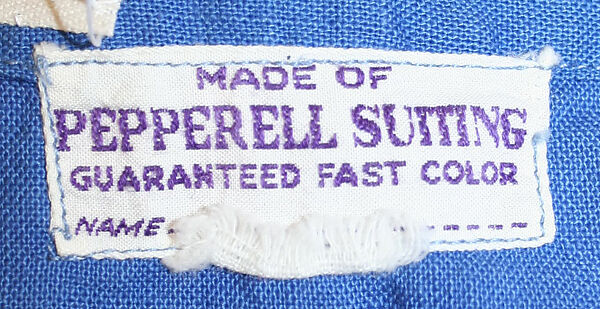 MADE OF
PEPPERELL SUITING
GUARANTEED FAST COLOR
NAME